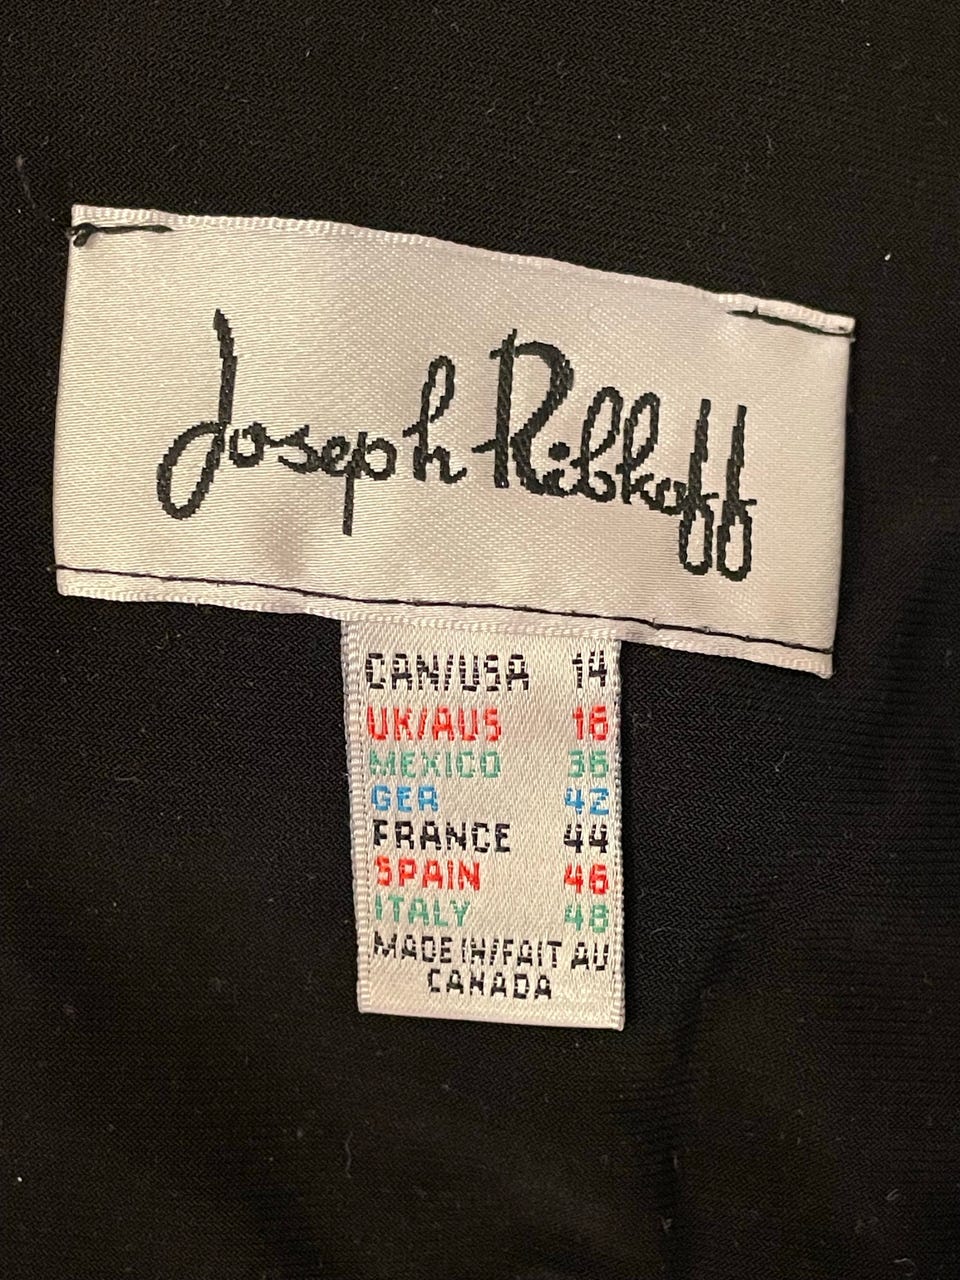 Joseph Ribkoff
CAN/USA 14
UK/AUS 16
MEXICO 36
GER 42
FRANCE 44
SPAIN 46
ITALY 48
MADE IN/FAIT AU
CANADA